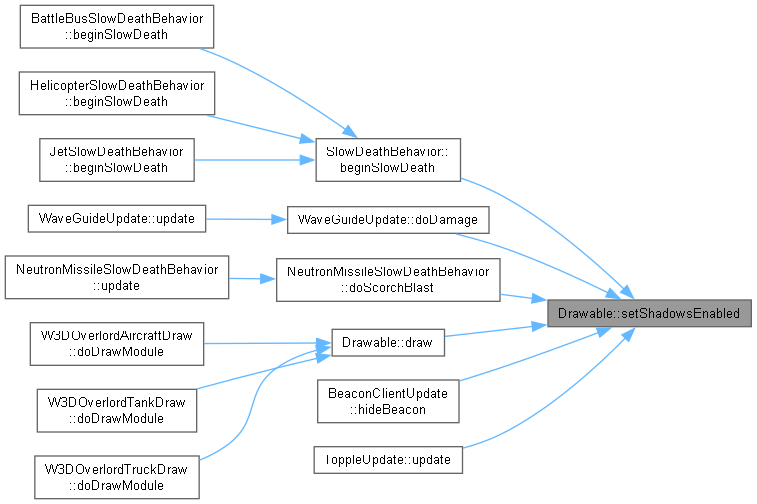 BattleBusSlowDeathBehavior
::beginSlowDeath
HelicopterSlowDeathBehavior
::beginSlowDeath
JetSlowDeathBehavior
::beginSlowDeath
SlowDeathBehavior::
beginSlowDeath
WaveGuideUpdate::update
WaveGuideUpdate::doDamage
NeutronMissileSlowDeathBehavior
::update
NeutronMissileSlowDeathBehavior
::doScorchBlast
Drawable::setShadowsEnabled
W3DOverlordAircraftDraw
::doDrawModule
Drawable::draw
W3DOverlordTankDraw
::doDrawModule
BeaconClientUpdate
::hideBeacon
W3DOverlordTruckDraw
::doDrawModule
ToppleUpdate::update